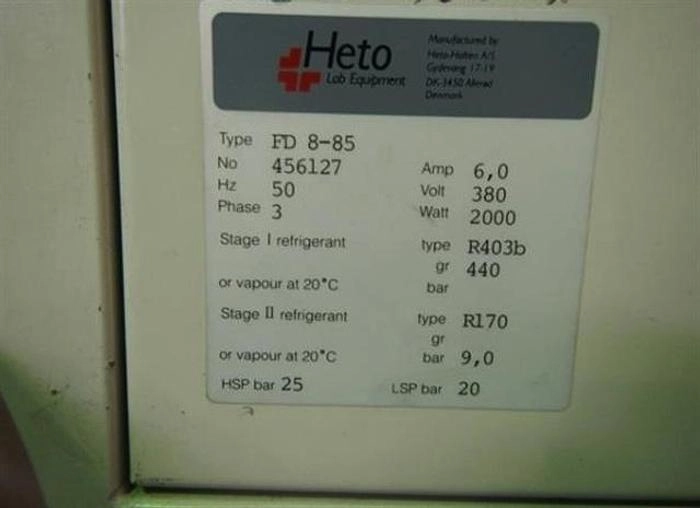 Heto
Lab Equipment
Manufactured by
Heto-Holten A/S
Gydevang 17-19
DK-3450 Allerød
Denmark
Type FD 8-85
No 456127 Amp 6,0
Hz 50 Volt 380
Phase 3 Watt 2000
Stage I refrigerant type R403b
gr 440
or vapour at 20°C bar
Stage II refrigerant type R170
gr
or vapour at 20°C bar 9,0
HSP bar 25 LSP bar 20